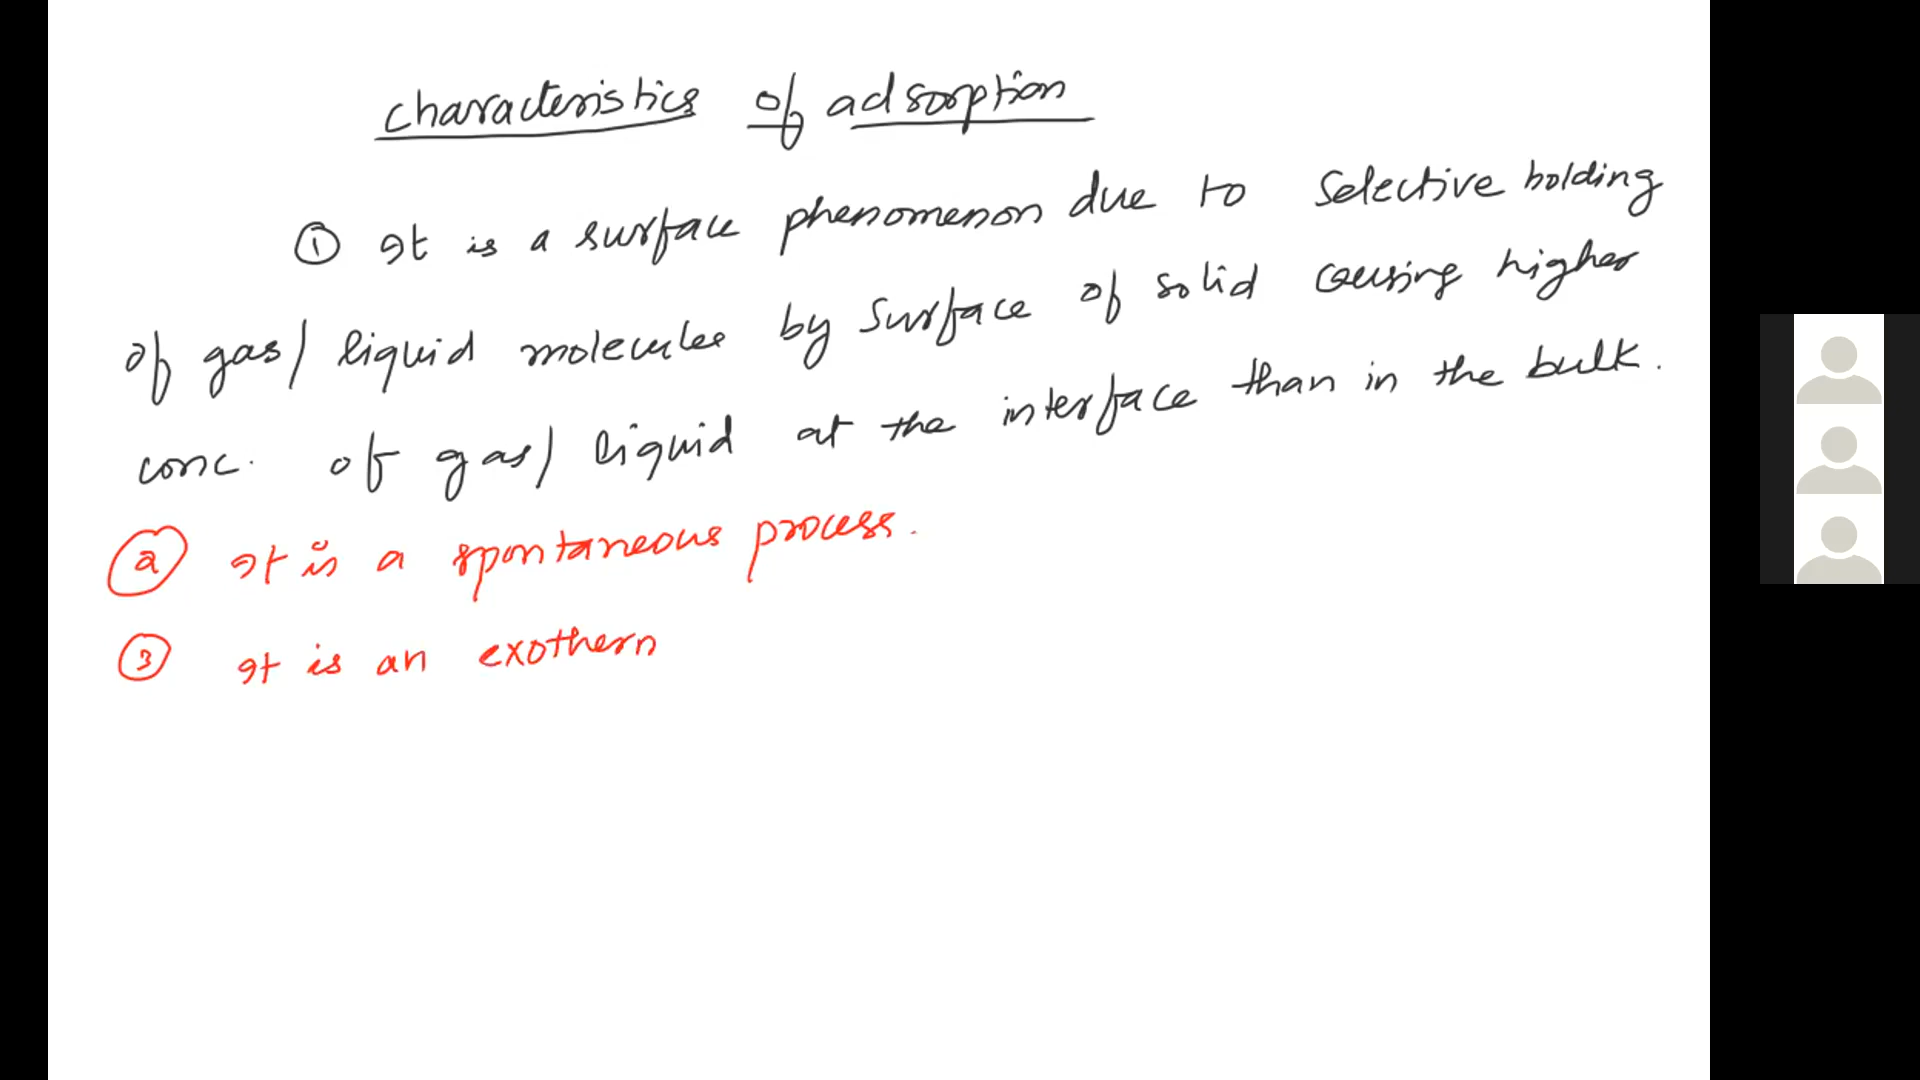 characteristics of adsorption
① It is a surface phenomenon due to selective holding
of gas/ liquid molecules by surface of solid causing higher
conc. of gas/ liquid at the interface than in the bulk.
② It is a spontaneous process.
③ It is an exothern